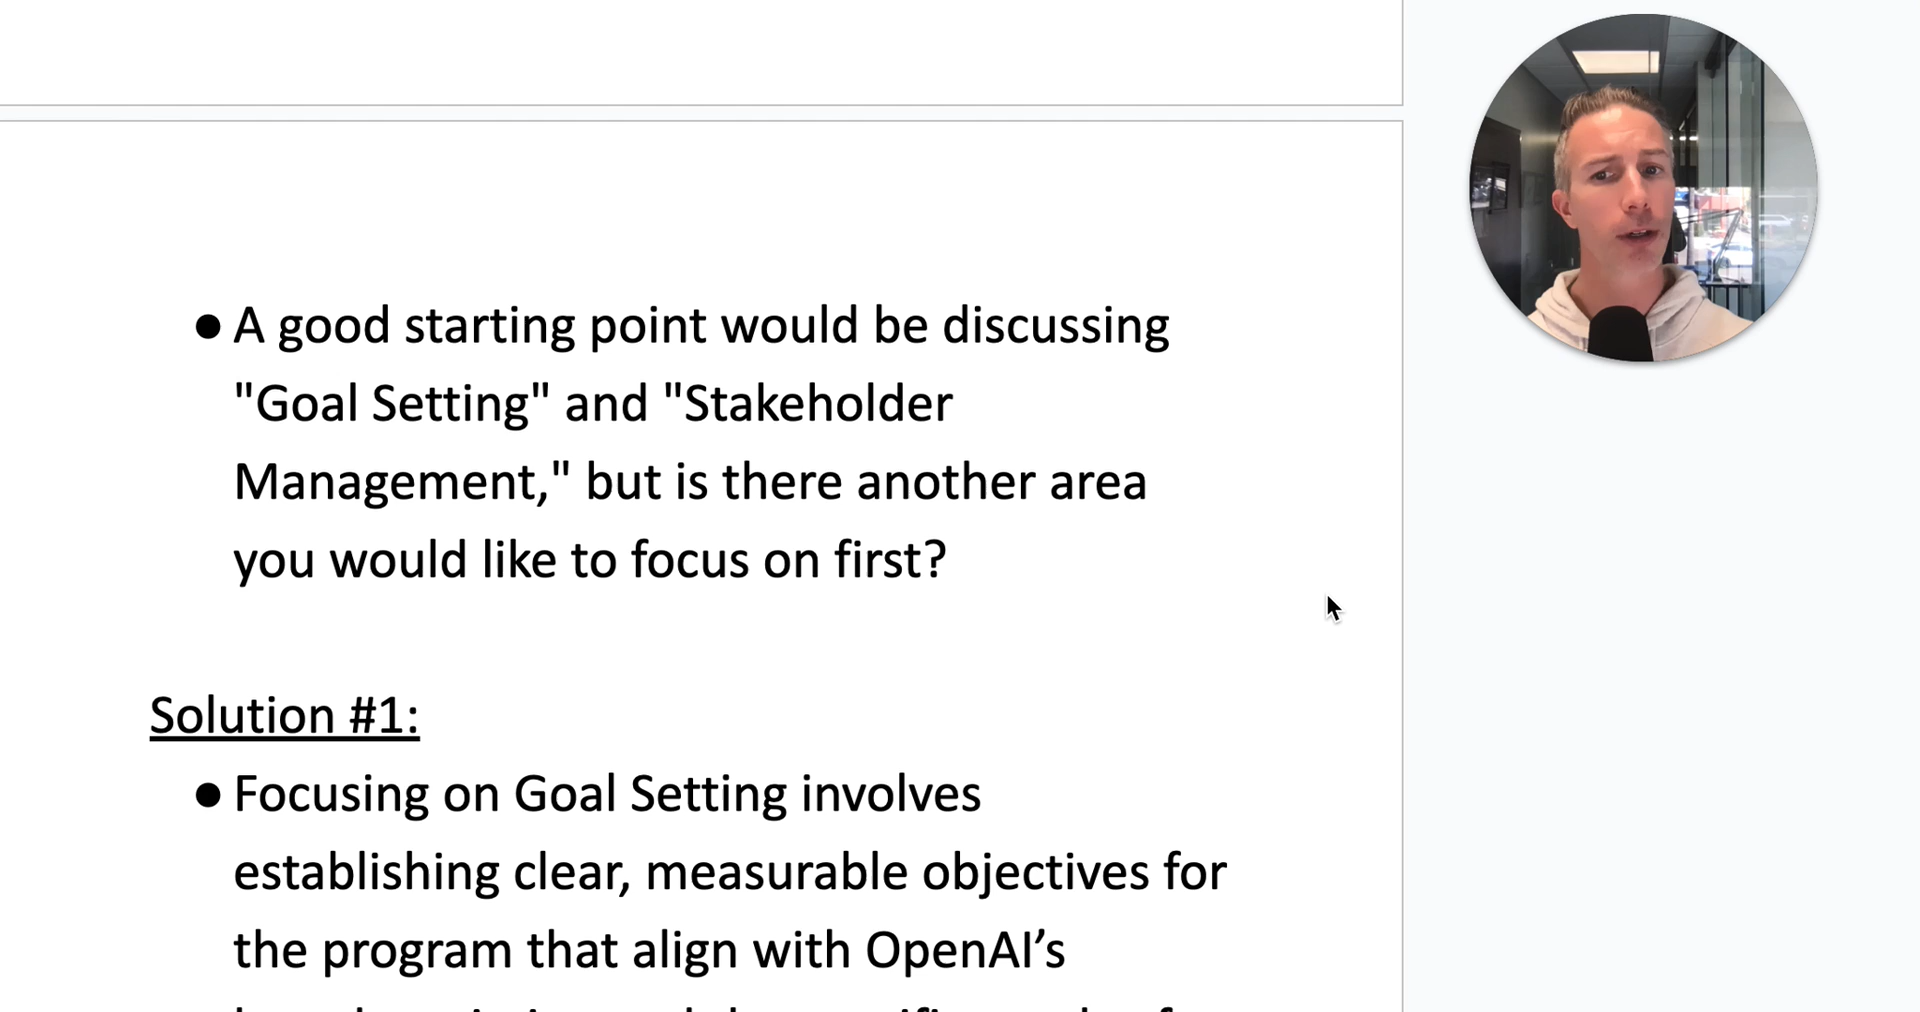 ● A good starting point would be discussing
"Goal Setting" and "Stakeholder
Management," but is there another area
you would like to focus on first?
Solution #1:
● Focusing on Goal Setting involves
establishing clear, measurable objectives for
the program that align with OpenAI’s